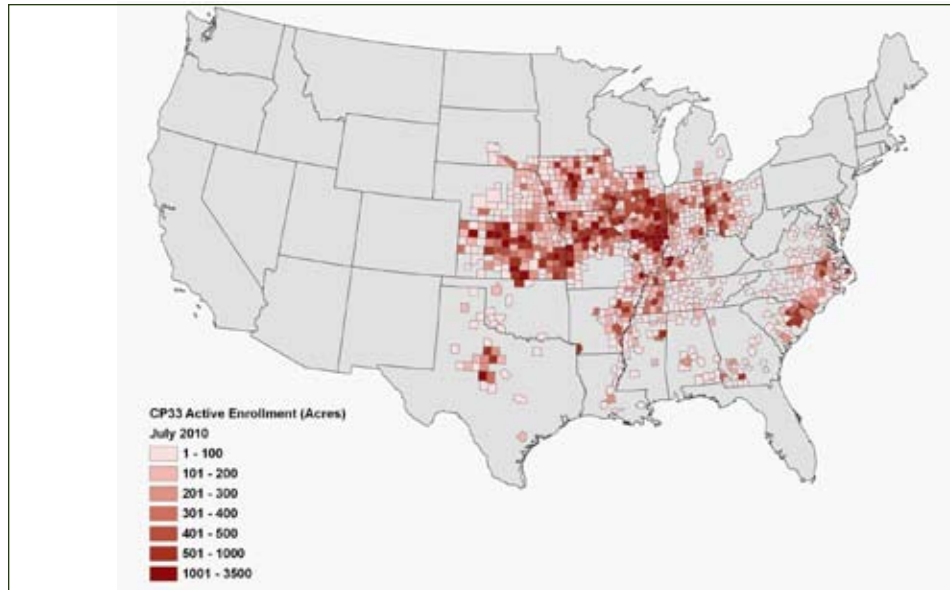 CP33 Active Enrollment (Acres)
July 2010
1 - 100
101 - 200
201 - 300
301 - 400
401 - 500
501 - 1000
1001 - 3500